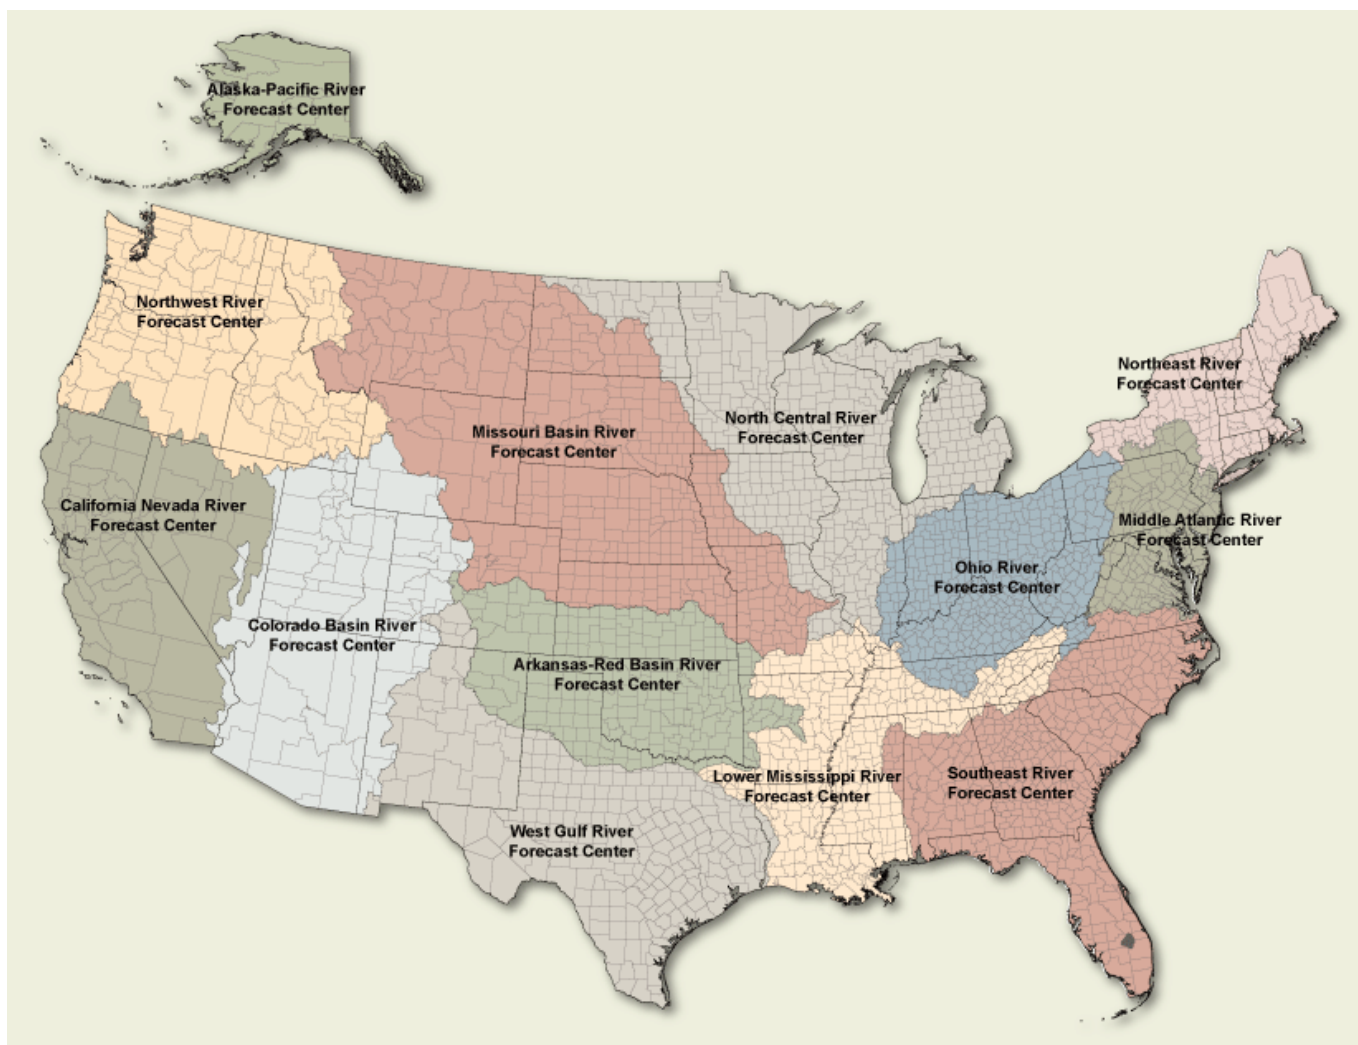 Alaska-Pacific River
Forecast Center
Northwest River
Forecast Center
Northeast River
Forecast Center
North Central River
Forecast Center
Missouri Basin River
Forecast Center
California Nevada River
Forecast Center
Middle Atlantic River
Forecast Center
Ohio River
Forecast Center
Colorado Basin River
Forecast Center
Arkansas-Red Basin River
Forecast Center
Lower Mississippi River
Forecast Center
Southeast River
Forecast Center
West Gulf River
Forecast Center